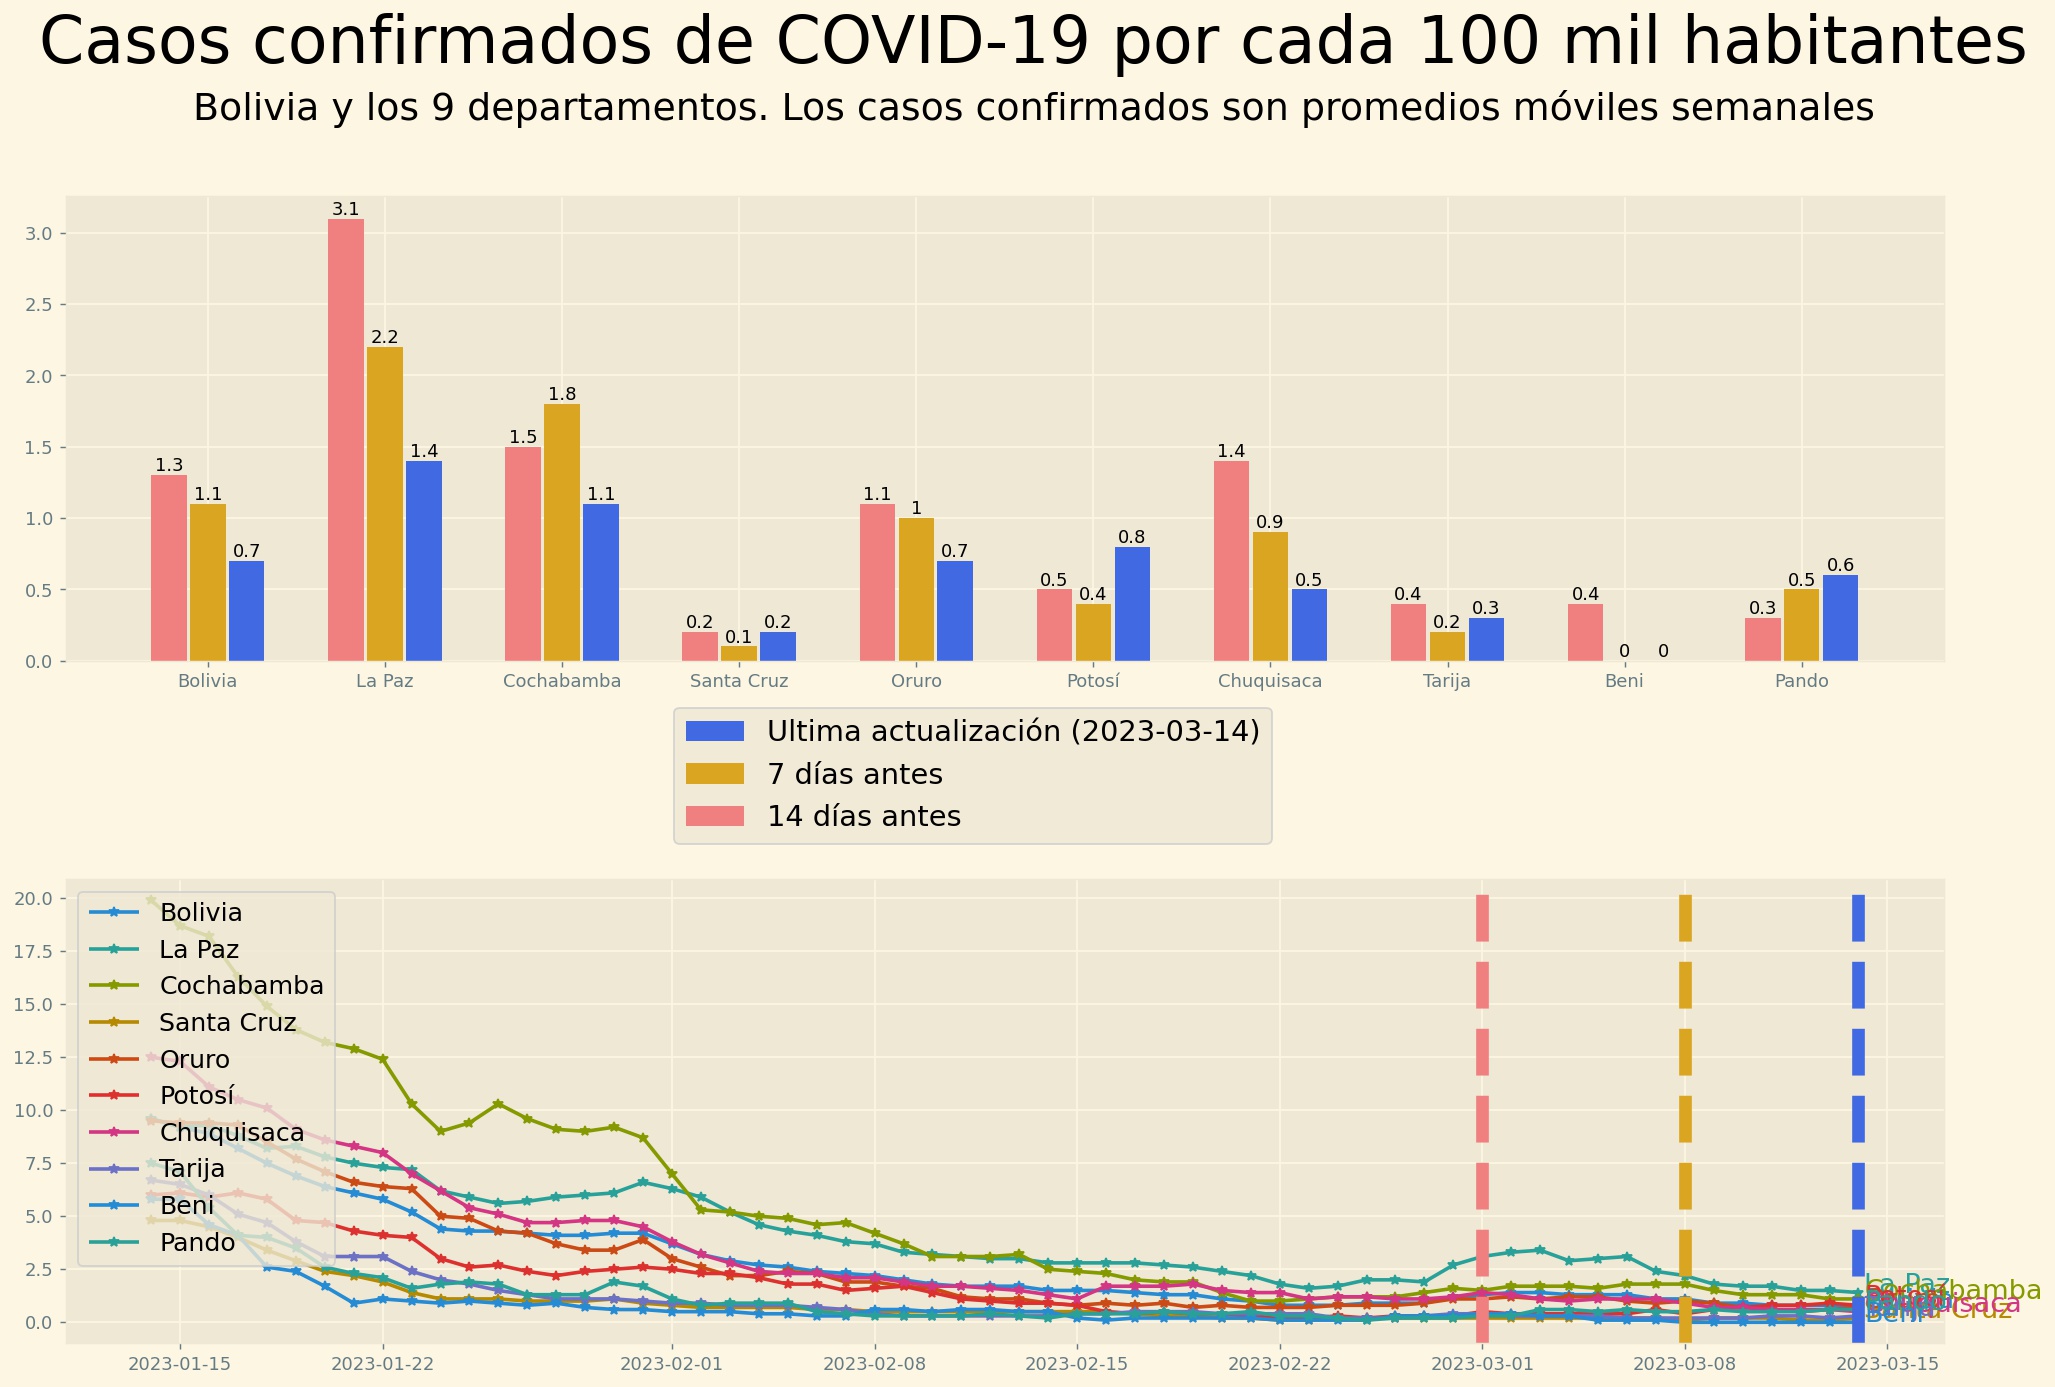 Casos confirmados de COVID-19 por cada 100 mil habitantes
Bolivia y los 9 departamentos. Los casos confirmados son promedios móviles semanales
3.0
2.5
2.0
1.5
1.0
0.5
0.0
1.3 1.1 0.7
3.1 2.2 1.4
1.5 1.8 1.1
0.2 0.1 0.2
1.1 1 0.7
0.5 0.4 0.8
1.4 0.9 0.5
0.4 0.2 0.3
0.4 0 0
0.3 0.5 0.6
Bolivia La Paz Cochabamba Santa Cruz Oruro Potosí Chuquisaca Tarija Beni Pando
Ultima actualización (2023-03-14)
7 días antes
14 días antes
20.0
17.5
15.0
12.5
10.0
7.5
5.0
2.5
0.0
Bolivia
La Paz
Cochabamba
Santa Cruz
Oruro
Potosí
Chuquisaca
Tarija
Beni
Pando
La Paz
Cochabamba
Chuquisaca
Santa Cruz
Beni
2023-01-15 2023-01-22 2023-02-01 2023-02-08 2023-02-15 2023-02-22 2023-03-01 2023-03-08 2023-03-15